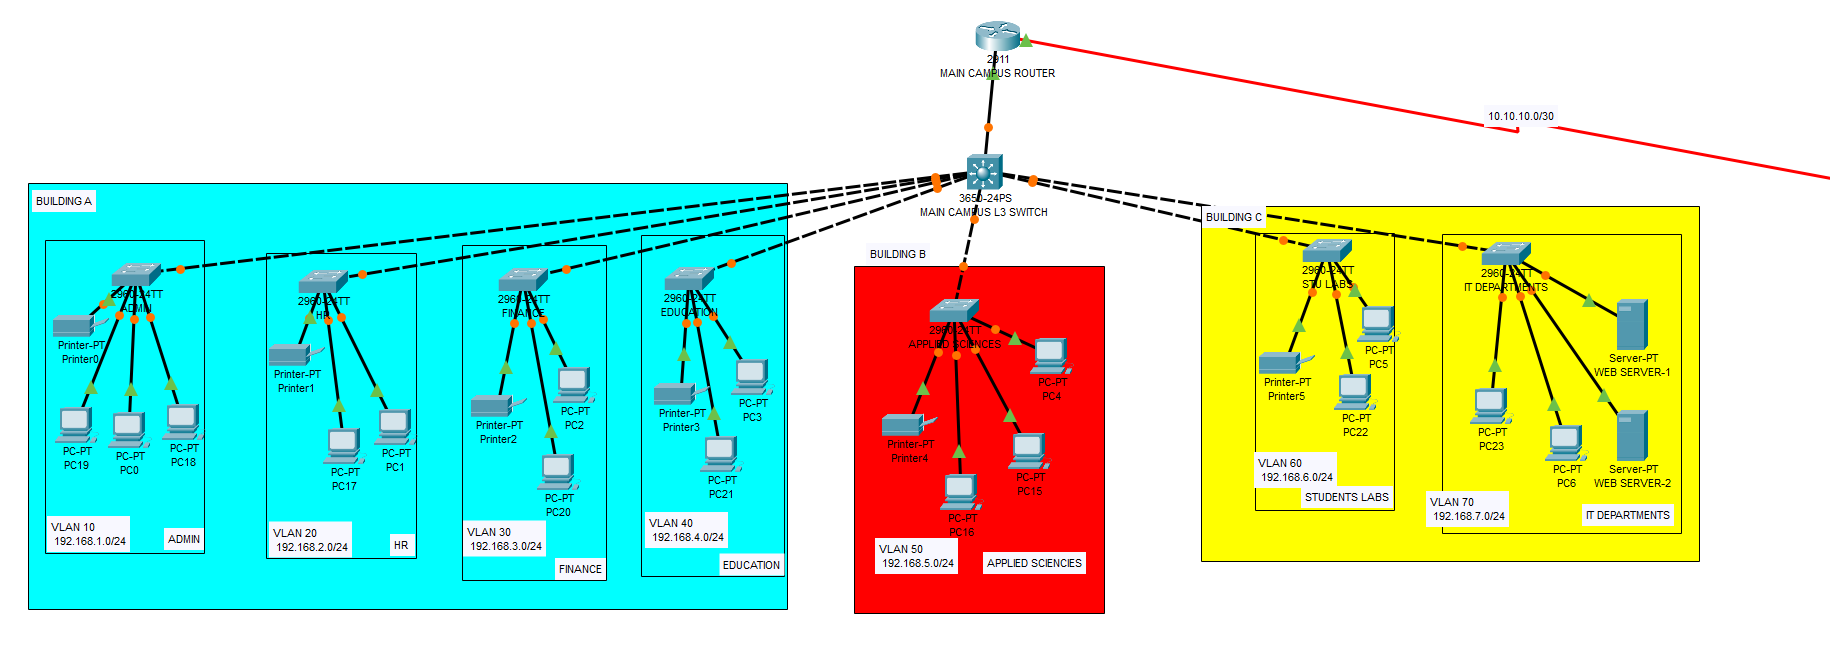 2911
MAIN CAMPUS ROUTER
10.10.10.0/30
3650-24PS
MAIN CAMPUS L3 SWITCH
BUILDING A
2960-24TT
ADMIN
Printer-PT
Printer0
PC-PT
PC19
PC-PT
PC0
PC-PT
PC18
VLAN 10
192.168.1.0/24
ADMIN
2960-24TT
HR
Printer-PT
Printer1
PC-PT
PC17
PC-PT
PC1
VLAN 20
192.168.2.0/24
HR
2960-24TT
FINANCE
Printer-PT
Printer2
PC-PT
PC2
PC-PT
PC20
VLAN 30
192.168.3.0/24
FINANCE
2960-24TT
EDUCATION
Printer-PT
Printer3
PC-PT
PC3
PC-PT
PC21
VLAN 40
192.168.4.0/24
EDUCATION
BUILDING B
2960-24TT
APPLIED SCIENCES
PC-PT
PC4
Printer-PT
Printer4
PC-PT
PC15
PC-PT
PC16
VLAN 50
192.168.5.0/24
APPLIED SCIENCIES
BUILDING C
2960-24TT
STU LABS
PC-PT
PC5
Printer-PT
Printer5
PC-PT
PC22
VLAN 60
192.168.6.0/24
STUDENTS LABS
2960-24TT
IT DEPARTMENTS
Server-PT
WEB SERVER-1
PC-PT
PC23
PC-PT
PC6
Server-PT
WEB SERVER-2
VLAN 70
192.168.7.0/24
IT DEPARTMENTS